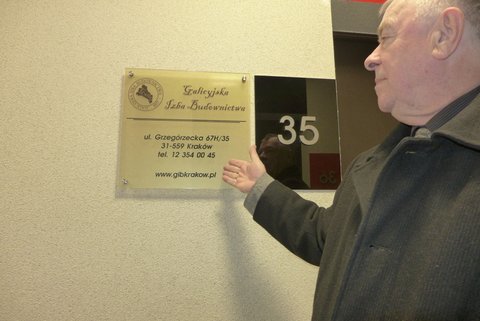 Galicyjska
Izba Budownictwa
ul. Grzegórzecka 67H/35
31-559 Kraków
tel. 12 354 00 45
www.gibkrakow.pl
35